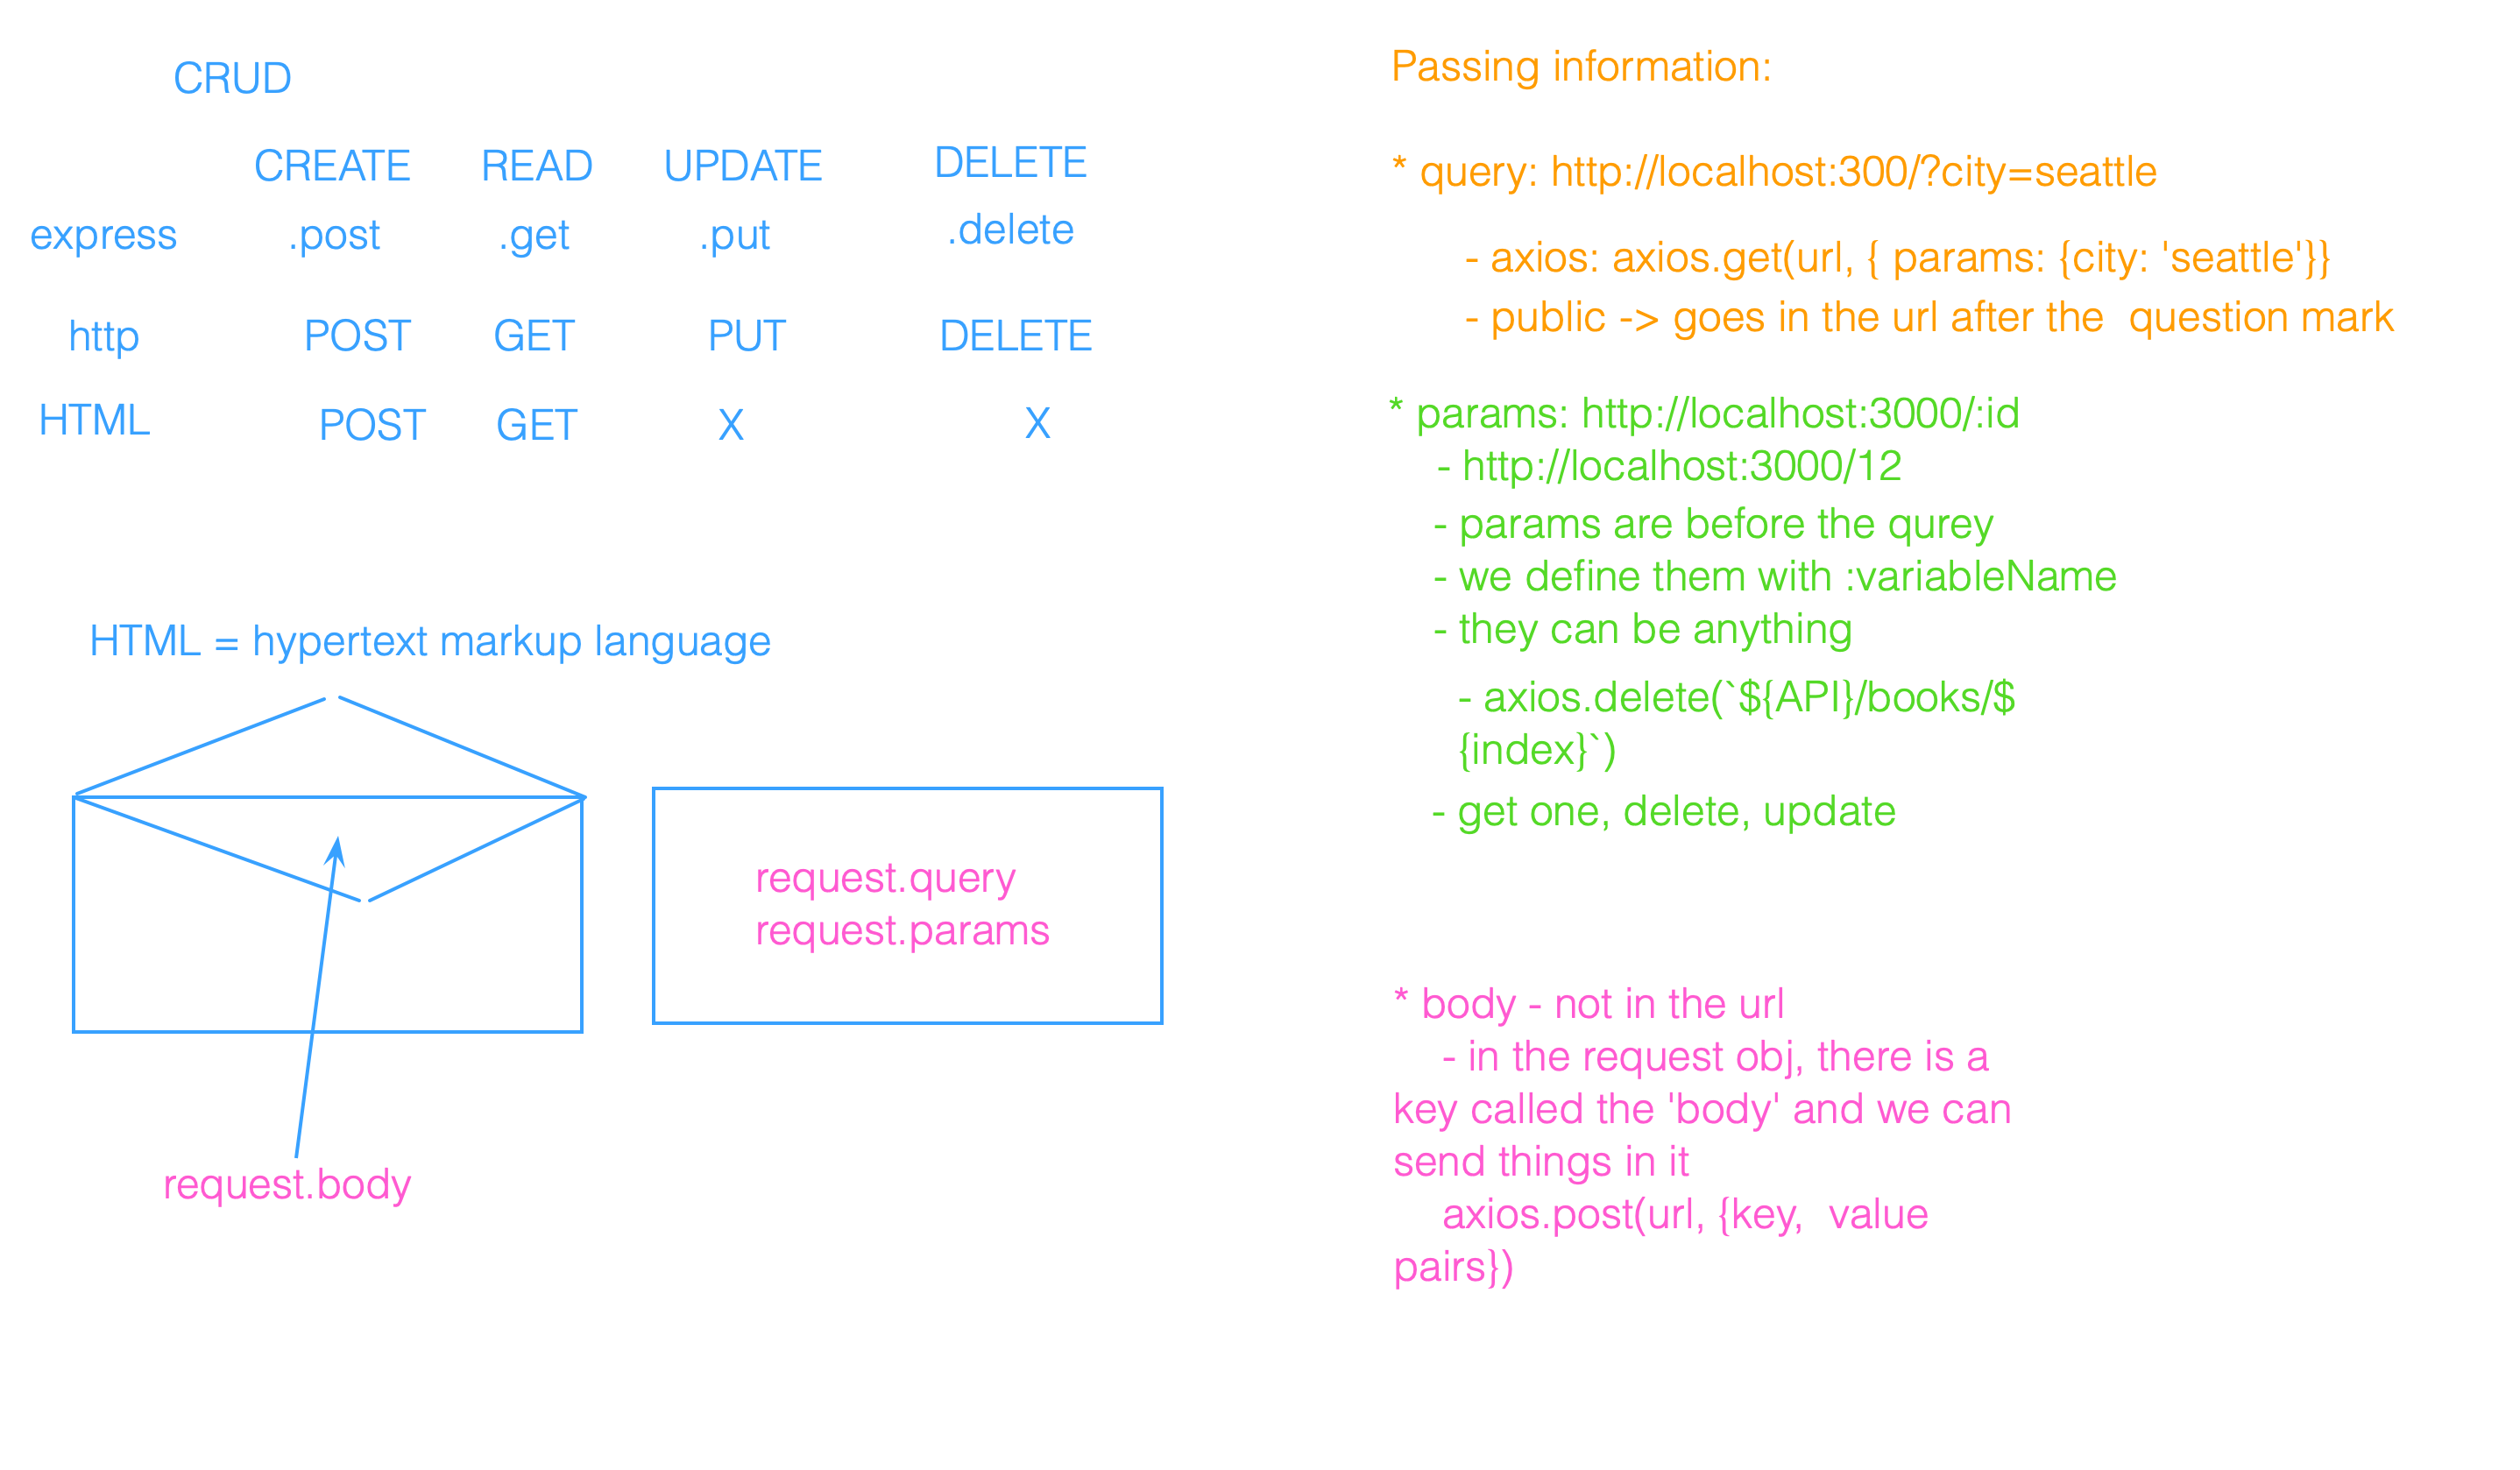 CRUD
CREATE READ UPDATE DELETE
express .post .get .put .delete
http POST GET PUT DELETE
HTML POST GET X X
HTML = hypertext markup language
request.query
request.params
request.body
Passing information:
* query: http://localhost:300/?city=seattle
- axios: axios.get(url, { params: {city: 'seattle'}}
- public -> goes in the url after the  question mark
* params: http://localhost:3000/:id
- http://localhost:3000/12
- params are before the qurey
- we define them with :variableName
- they can be anything
- axios.delete(`${API}/books/$
{index}`)
- get one, delete, update
* body - not in the url
- in the request obj, there is a
key called the 'body' and we can
send things in it
axios.post(url, {key,  value
pairs})